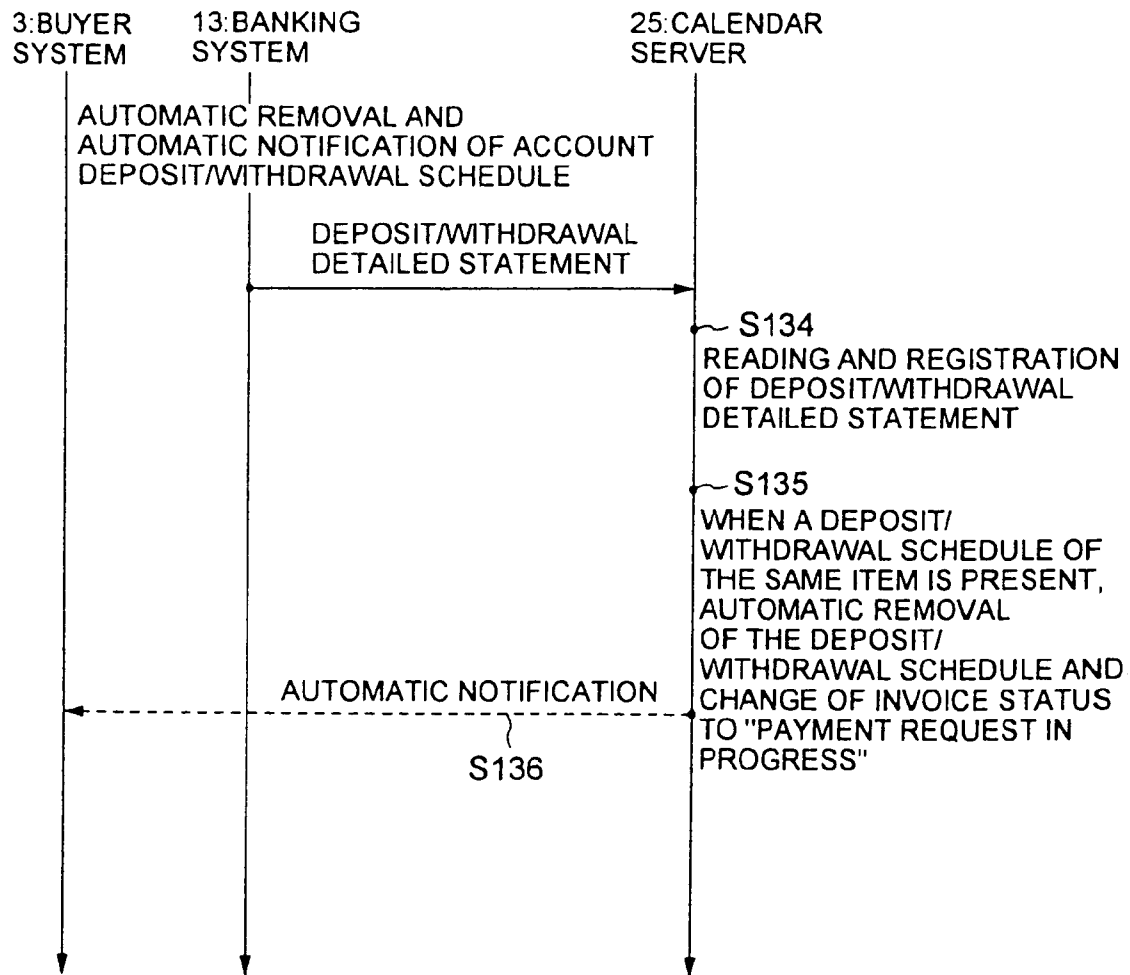 3:BUYER
SYSTEM
13:BANKING
SYSTEM
25:CALENDAR
SERVER
AUTOMATIC REMOVAL AND
AUTOMATIC NOTIFICATION OF ACCOUNT
DEPOSIT/WITHDRAWAL SCHEDULE
DEPOSIT/WITHDRAWAL
DETAILED STATEMENT
S134
READING AND REGISTRATION
OF DEPOSIT/WITHDRAWAL
DETAILED STATEMENT
S135
WHEN A DEPOSIT/
WITHDRAWAL SCHEDULE OF
THE SAME ITEM IS PRESENT,
AUTOMATIC REMOVAL
OF THE DEPOSIT/
WITHDRAWAL SCHEDULE AND
CHANGE OF INVOICE STATUS
TO "PAYMENT REQUEST IN
PROGRESS"
AUTOMATIC NOTIFICATION
S136